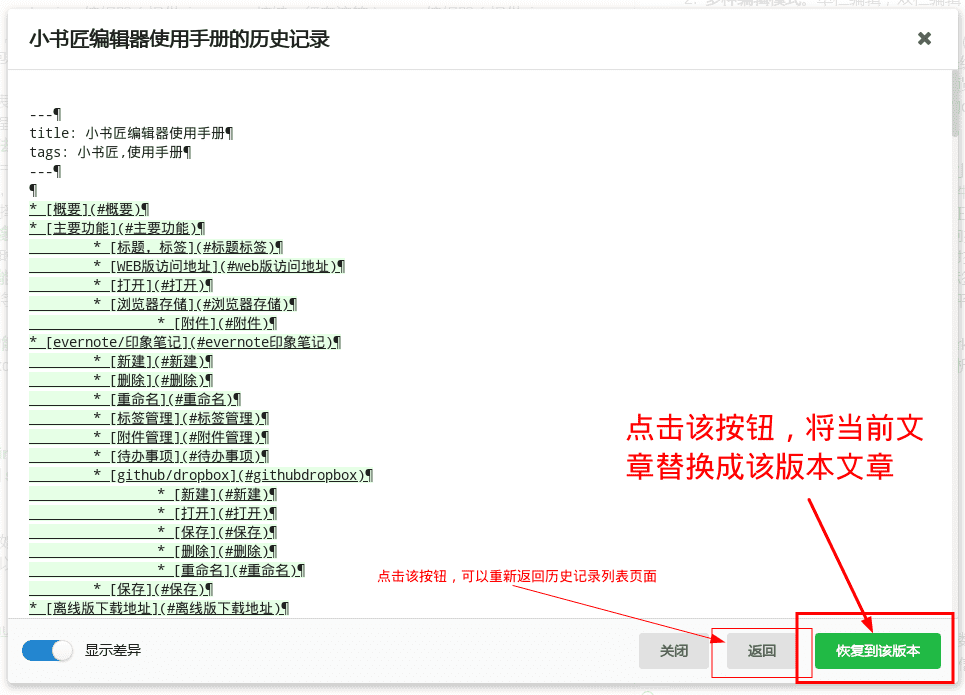 小书匠编辑器使用手册的历史记录
---¶
title: 小书匠编辑器使用手册¶
tags: 小书匠,使用手册¶
---¶
¶
* [概要](#概要)¶
* [主要功能](#主要功能)¶
* [标题，标签](#标题标签)¶
* [WEB版访问地址](#web版访问地址)¶
* [打开](#打开)¶
* [浏览器存储](#浏览器存储)¶
* [附件](#附件)¶
* [evernote/印象笔记](#evernote印象笔记)¶
* [新建](#新建)¶
* [删除](#删除)¶
* [重命名](#重命名)¶
* [标签管理](#标签管理)¶
* [附件管理](#附件管理)¶
* [待办事项](#待办事项)¶
* [github/dropbox](#githubdropbox)¶
* [新建](#新建)¶
* [打开](#打开)¶
* [保存](#保存)¶
* [删除](#删除)¶
* [重命名](#重命名)¶
* [保存](#保存)¶
* [离线版下载地址](#离线版下载地址)¶
点击该按钮，将当前文
章替换成该版本文章
点击该按钮，可以重新返回历史记录列表页面
显示差异
关闭
返回
恢复到该版本